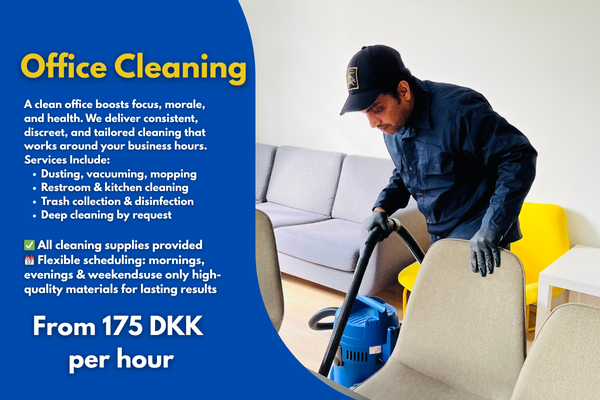 Office Cleaning
A clean office boosts focus, morale,
and health. We deliver consistent,
discreet, and tailored cleaning that
works around your business hours.
Services Include:
• Dusting, vacuuming, mopping
• Restroom & kitchen cleaning
• Trash collection & disinfection
• Deep cleaning by request
✅ All cleaning supplies provided
📅 Flexible scheduling: mornings,
evenings & weekendsuse only high-
quality materials for lasting results
From 175 DKK
per hour